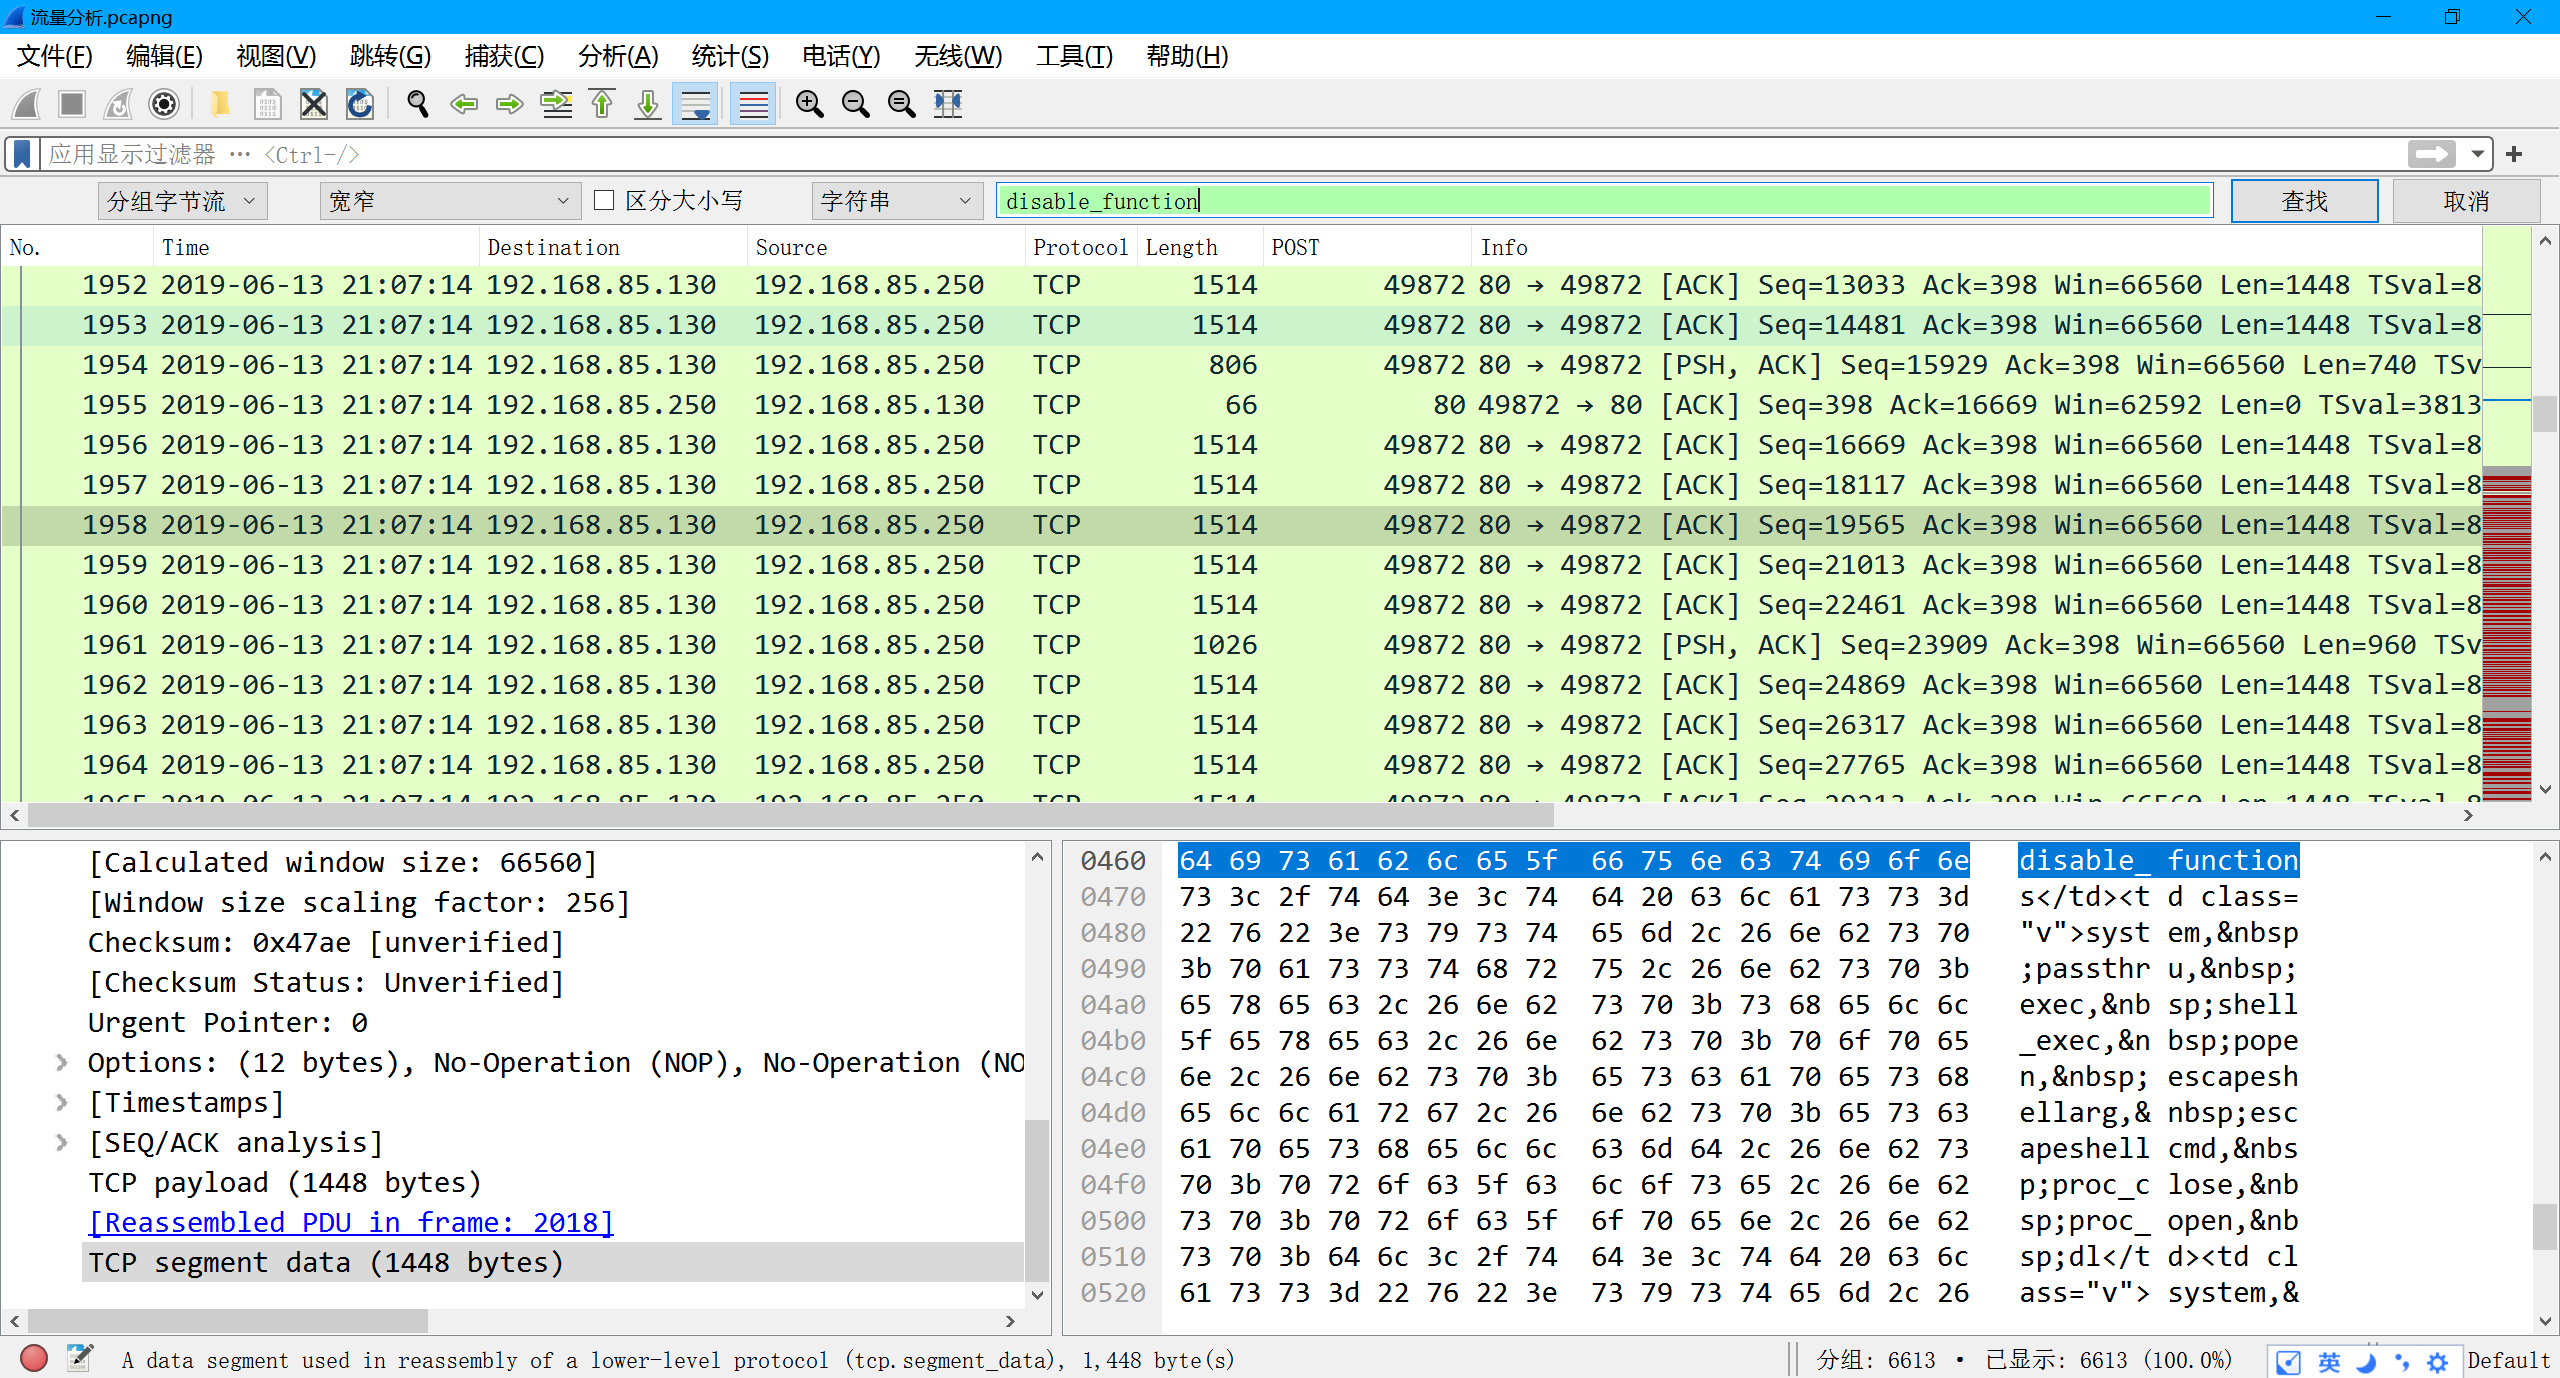 流量分析.pcapng
文件(F) 编辑(E) 视图(V) 跳转(G) 捕获(C) 分析(A) 统计(S) 电话(Y) 无线(W) 工具(T) 帮助(H)
应用显示过滤器 … <Ctrl-/>
分组字节流 宽窄 区分大小写 字符串 disable_function 查找 取消
No. Time Destination Source Protocol Length POST Info
1952 2019-06-13 21:07:14 192.168.85.130 192.168.85.250 TCP 1514 49872 80 → 49872 [ACK] Seq=13033 Ack=398 Win=66560 Len=1448 TSval=8
1953 2019-06-13 21:07:14 192.168.85.130 192.168.85.250 TCP 1514 49872 80 → 49872 [ACK] Seq=14481 Ack=398 Win=66560 Len=1448 TSval=8
1954 2019-06-13 21:07:14 192.168.85.130 192.168.85.250 TCP 806 49872 80 → 49872 [PSH, ACK] Seq=15929 Ack=398 Win=66560 Len=740 TSv
1955 2019-06-13 21:07:14 192.168.85.250 192.168.85.130 TCP 66 80 49872 → 80 [ACK] Seq=398 Ack=16669 Win=62592 Len=0 TSval=3813
1956 2019-06-13 21:07:14 192.168.85.130 192.168.85.250 TCP 1514 49872 80 → 49872 [ACK] Seq=16669 Ack=398 Win=66560 Len=1448 TSval=8
1957 2019-06-13 21:07:14 192.168.85.130 192.168.85.250 TCP 1514 49872 80 → 49872 [ACK] Seq=18117 Ack=398 Win=66560 Len=1448 TSval=8
1958 2019-06-13 21:07:14 192.168.85.130 192.168.85.250 TCP 1514 49872 80 → 49872 [ACK] Seq=19565 Ack=398 Win=66560 Len=1448 TSval=8
1959 2019-06-13 21:07:14 192.168.85.130 192.168.85.250 TCP 1514 49872 80 → 49872 [ACK] Seq=21013 Ack=398 Win=66560 Len=1448 TSval=8
1960 2019-06-13 21:07:14 192.168.85.130 192.168.85.250 TCP 1514 49872 80 → 49872 [ACK] Seq=22461 Ack=398 Win=66560 Len=1448 TSval=8
1961 2019-06-13 21:07:14 192.168.85.130 192.168.85.250 TCP 1026 49872 80 → 49872 [PSH, ACK] Seq=23909 Ack=398 Win=66560 Len=960 TSv
1962 2019-06-13 21:07:14 192.168.85.130 192.168.85.250 TCP 1514 49872 80 → 49872 [ACK] Seq=24869 Ack=398 Win=66560 Len=1448 TSval=8
1963 2019-06-13 21:07:14 192.168.85.130 192.168.85.250 TCP 1514 49872 80 → 49872 [ACK] Seq=26317 Ack=398 Win=66560 Len=1448 TSval=8
1964 2019-06-13 21:07:14 192.168.85.130 192.168.85.250 TCP 1514 49872 80 → 49872 [ACK] Seq=27765 Ack=398 Win=66560 Len=1448 TSval=8
1965 2019-06-13 21:07:14 192.168.85.130 192.168.85.250 TCP 1514 49872 80 → 49872 [ACK] Seq=29213 Ack=398 Win=66560 Len=1448 TSval=8
[Calculated window size: 66560]
[Window size scaling factor: 256]
Checksum: 0x47ae [unverified]
[Checksum Status: Unverified]
Urgent Pointer: 0
Options: (12 bytes), No-Operation (NOP), No-Operation (NO
[Timestamps]
[SEQ/ACK analysis]
TCP payload (1448 bytes)
[Reassembled PDU in frame: 2018]
TCP segment data (1448 bytes)
0460 64 69 73 61 62 6c 65 5f 66 75 6e 63 74 69 6f 6e disable_ function
0470 73 3c 2f 74 64 3e 3c 74 64 20 63 6c 61 73 73 3d s</td><t d class=
0480 22 76 22 3e 73 79 73 74 65 6d 2c 26 6e 62 73 70 "v">syst em,&nbsp
0490 3b 70 61 73 73 74 68 72 75 2c 26 6e 62 73 70 3b ;passthr u,&nbsp;
04a0 65 78 65 63 2c 26 6e 62 73 70 3b 73 68 65 6c 6c exec,&nb sp;shell
04b0 5f 65 78 65 63 2c 26 6e 62 73 70 3b 70 6f 70 65 _exec,&n bsp;pope
04c0 6e 2c 26 6e 62 73 70 3b 65 73 63 61 70 65 73 68 n,&nbsp; escapesh
04d0 65 6c 6c 61 72 67 2c 26 6e 62 73 70 3b 65 73 63 ellarg,& nbsp;esc
04e0 61 70 65 73 68 65 6c 6c 63 6d 64 2c 26 6e 62 73 apeshell cmd,&nbs
04f0 70 3b 70 72 6f 63 5f 63 6c 6f 73 65 2c 26 6e 62 p;proc_c lose,&nb
0500 73 70 3b 70 72 6f 63 5f 6f 70 65 6e 2c 26 6e 62 sp;proc_ open,&nb
0510 73 70 3b 64 6c 3c 2f 74 64 3e 3c 74 64 20 63 6c sp;dl</t d><td cl
0520 61 73 73 3d 22 76 22 3e 73 79 73 74 65 6d 2c 26 ass="v"> system,&
A data segment used in reassembly of a lower-level protocol (tcp.segment_data), 1,448 byte(s) 分组: 6613 · 已显示: 6613 (100.0%) 英 Default